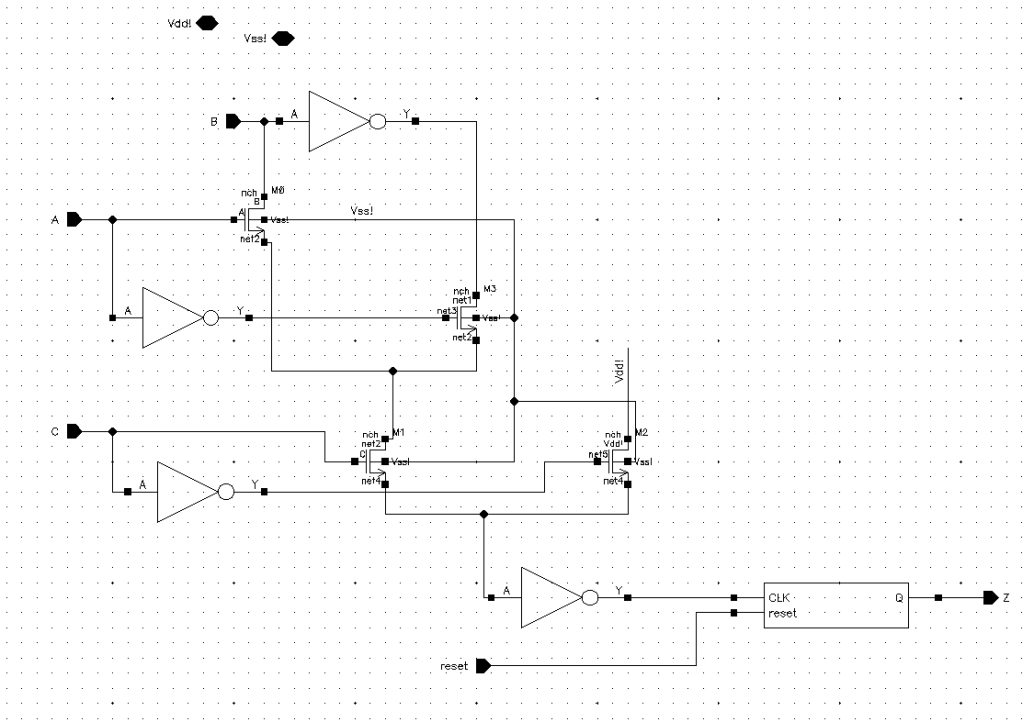 Vdd!
Vss!
B
A
Y
nch
M0
B
A
A
Vss!
net2
Vss!
A
Y
nch
M3
net1
net3
Vss!
net2
Vdd!
C
nch
M1
net2
C
Vss!
net4
nch
M2
Vdd!
net5
Vss!
net4
A
Y
A
Y
CLK
Q
Z
reset
reset